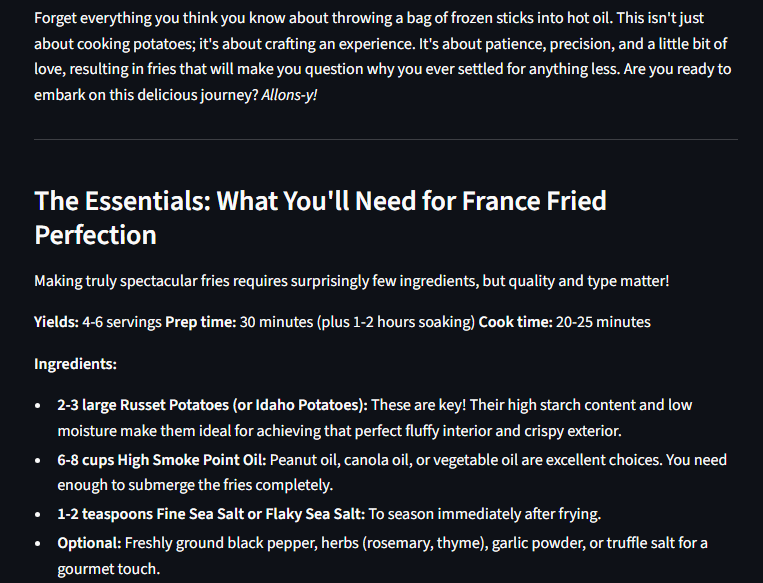 Forget everything you think you know about throwing a bag of frozen sticks into hot oil. This isn't just
about cooking potatoes; it's about crafting an experience. It's about patience, precision, and a little bit of
love, resulting in fries that will make you question why you ever settled for anything less. Are you ready to
embark on this delicious journey? Allons-y!
The Essentials: What You'll Need for France Fried
Perfection
Making truly spectacular fries requires surprisingly few ingredients, but quality and type matter!
Yields: 4-6 servings Prep time: 30 minutes (plus 1-2 hours soaking) Cook time: 20-25 minutes
Ingredients:
• 2-3 large Russet Potatoes (or Idaho Potatoes): These are key! Their high starch content and low
moisture make them ideal for achieving that perfect fluffy interior and crispy exterior.
• 6-8 cups High Smoke Point Oil: Peanut oil, canola oil, or vegetable oil are excellent choices. You need
enough to submerge the fries completely.
• 1-2 teaspoons Fine Sea Salt or Flaky Sea Salt: To season immediately after frying.
• Optional: Freshly ground black pepper, herbs (rosemary, thyme), garlic powder, or truffle salt for a
gourmet touch.